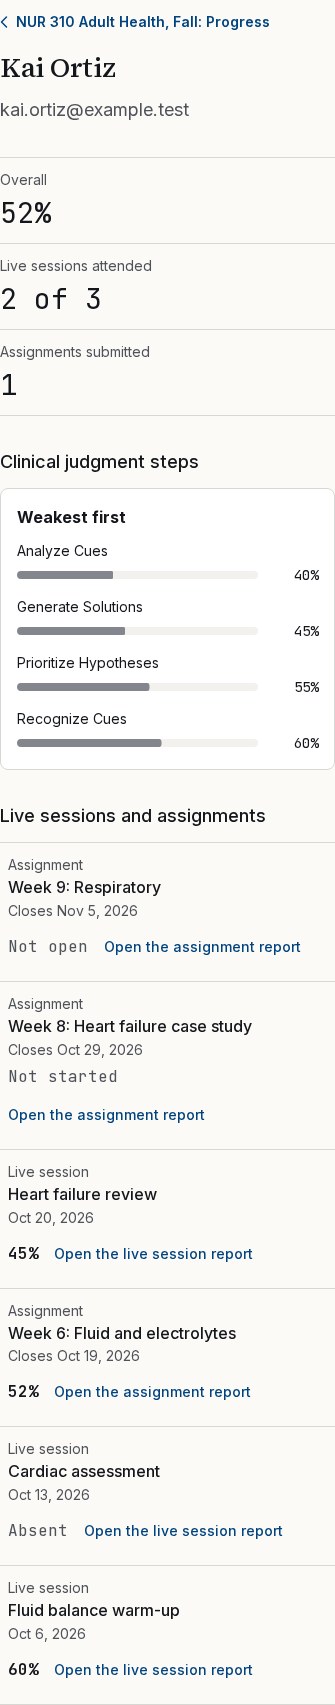 NUR 310 Adult Health, Fall: Progress
Kai Ortiz
kai.ortiz@example.test
Overall
52%
Live sessions attended
2 of 3
Assignments submitted
1
Clinical judgment steps
Weakest first
Analyze Cues
40%
Generate Solutions
45%
Prioritize Hypotheses
55%
Recognize Cues
60%
Live sessions and assignments
Assignment
Week 9: Respiratory
Closes Nov 5, 2026
Not open Open the assignment report
Assignment
Week 8: Heart failure case study
Closes Oct 29, 2026
Not started
Open the assignment report
Live session
Heart failure review
Oct 20, 2026
45% Open the live session report
Assignment
Week 6: Fluid and electrolytes
Closes Oct 19, 2026
52% Open the assignment report
Live session
Cardiac assessment
Oct 13, 2026
Absent Open the live session report
Live session
Fluid balance warm-up
Oct 6, 2026
60% Open the live session report